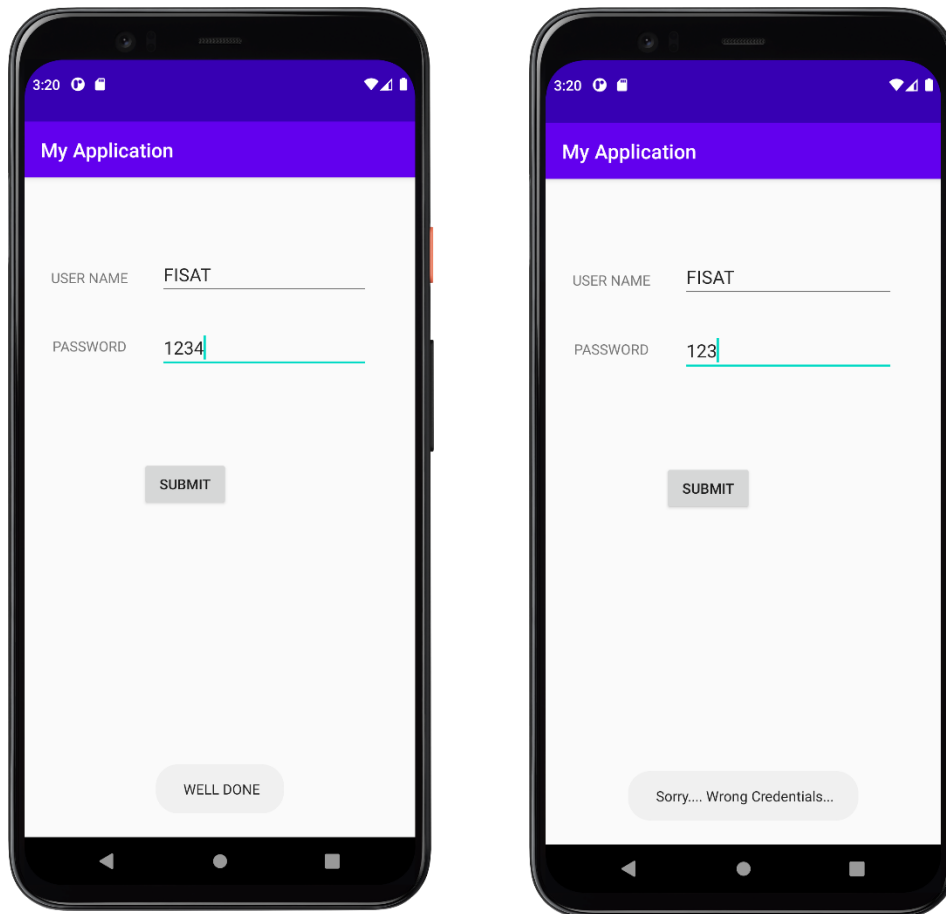 3:20
My Application
USER NAME FISAT
PASSWORD 1234
SUBMIT
WELL DONE
3:20
My Application
USER NAME FISAT
PASSWORD 123
SUBMIT
Sorry.... Wrong Credentials...